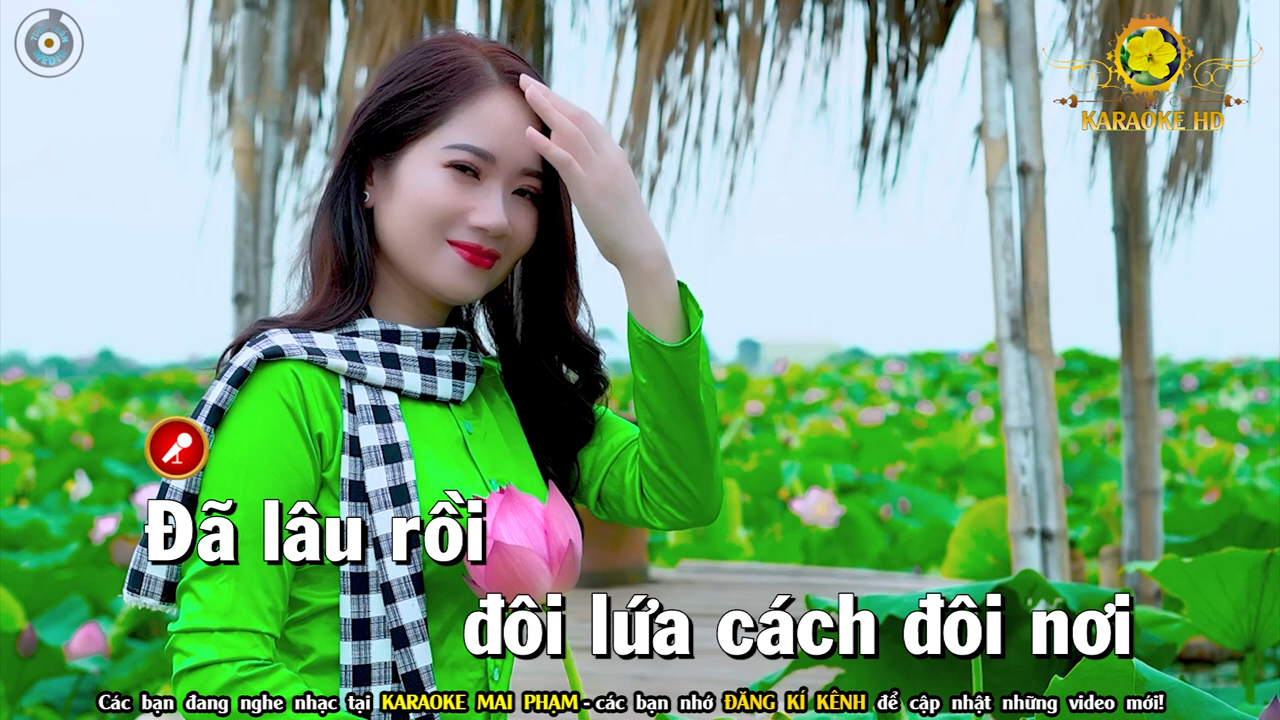 KARAOKE HD
Đã lâu rồi
đôi lứa cách đôi nơi
Các bạn đang nghe nhạc tại KARAOKE MAI PHẠM - các bạn nhớ ĐĂNG KÍ KÊNH để cập nhật những video mới!